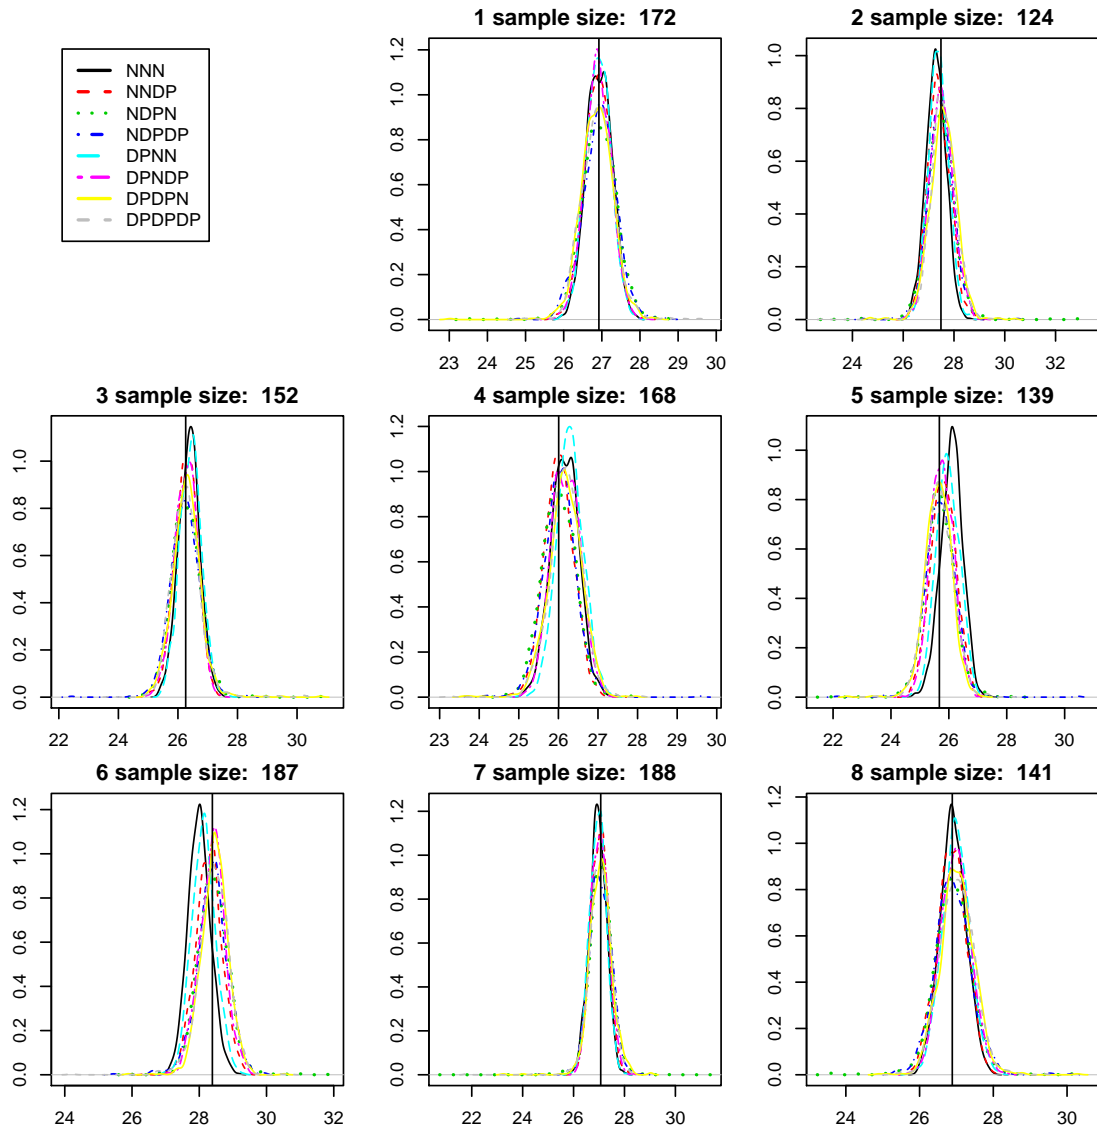 1 sample size: 172
2 sample size: 124
NNN
NNDP
NDPN
NDPDP
DPNN
DPNDP
DPDPN
DPDPDP
0.0 0.2 0.4 0.6 0.8 1.0 1.2
23 24 25 26 27 28 29 30
0.0 0.2 0.4 0.6 0.8 1.0
24 26 28 30 32
3 sample size: 152
4 sample size: 168
5 sample size: 139
0.0 0.2 0.4 0.6 0.8 1.0
22 24 26 28 30
0.0 0.2 0.4 0.6 0.8 1.0 1.2
23 24 25 26 27 28 29 30
0.0 0.2 0.4 0.6 0.8 1.0
22 24 26 28 30
6 sample size: 187
7 sample size: 188
8 sample size: 141
0.0 0.2 0.4 0.6 0.8 1.0 1.2
24 26 28 30 32
0.0 0.2 0.4 0.6 0.8 1.0 1.2
22 24 26 28 30
0.0 0.2 0.4 0.6 0.8 1.0 1.2
24 26 28 30